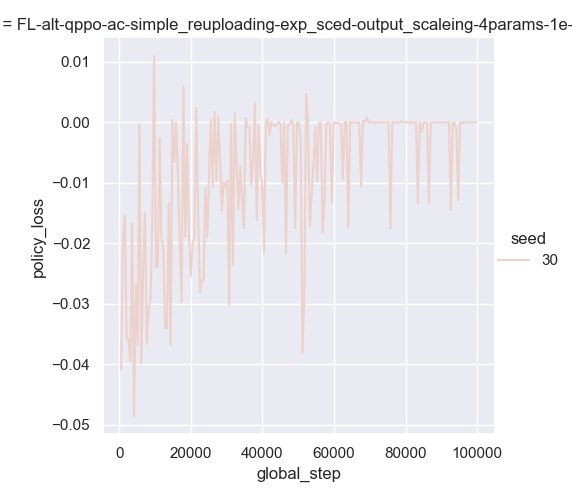 = FL-alt-qppo-ac-simple_reuploading-exp_sced-output_scaleing-4params-1e-
0.01
0.00
−0.01
−0.02
−0.03
−0.04
−0.05
policy_loss
0 20000 40000 60000 80000 100000
global_step
seed
30